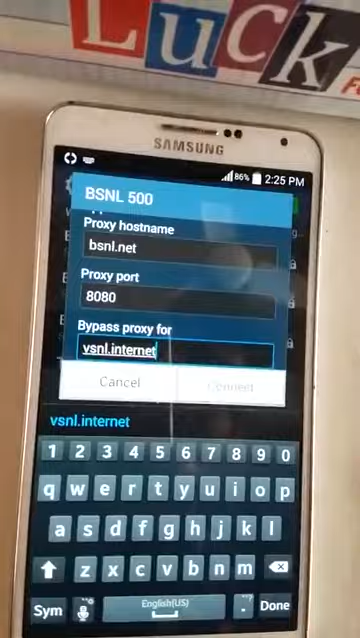 Luck
SAMSUNG
86% 2:25 PM
BSNL 500
Proxy hostname
bsnl.net
Proxy port
8080
Bypass proxy for
vsnl.internet
Cancel Connect
vsnl.internet
1 2 3 4 5 6 7 8 9 0
q w e r t y u i o p
a s d f g h j k l
z x c v b n m
Sym English(US) . Done